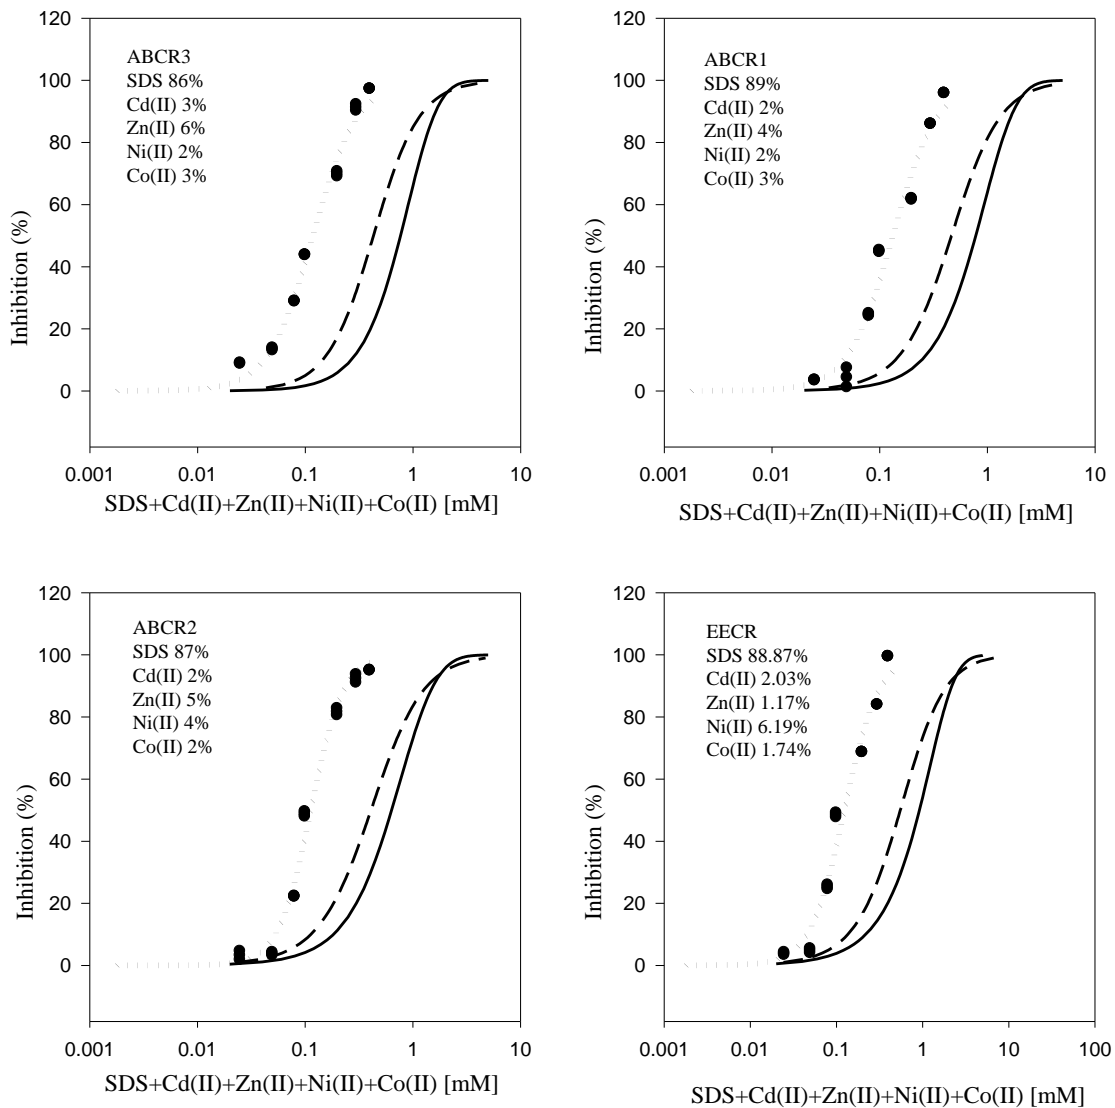 120
100
80
60
40
20
0
Inhibition (%)
ABCR3
SDS 86%
Cd(II) 3%
Zn(II) 6%
Ni(II) 2%
Co(II) 3%
0.001 0.01 0.1 1 10
SDS+Cd(II)+Zn(II)+Ni(II)+Co(II) [mM]
120
100
80
60
40
20
0
Inhibition (%)
ABCR1
SDS 89%
Cd(II) 2%
Zn(II) 4%
Ni(II) 2%
Co(II) 3%
0.001 0.01 0.1 1 10
SDS+Cd(II)+Zn(II)+Ni(II)+Co(II) [mM]
120
100
80
60
40
20
0
Inhibition (%)
ABCR2
SDS 87%
Cd(II) 2%
Zn(II) 5%
Ni(II) 4%
Co(II) 2%
0.001 0.01 0.1 1 10
SDS+Cd(II)+Zn(II)+Ni(II)+Co(II) [mM]
120
100
80
60
40
20
0
Inhibition (%)
EECR
SDS 88.87%
Cd(II) 2.03%
Zn(II) 1.17%
Ni(II) 6.19%
Co(II) 1.74%
0.001 0.01 0.1 1 10 100
SDS+Cd(II)+Zn(II)+Ni(II)+Co(II) [mM]